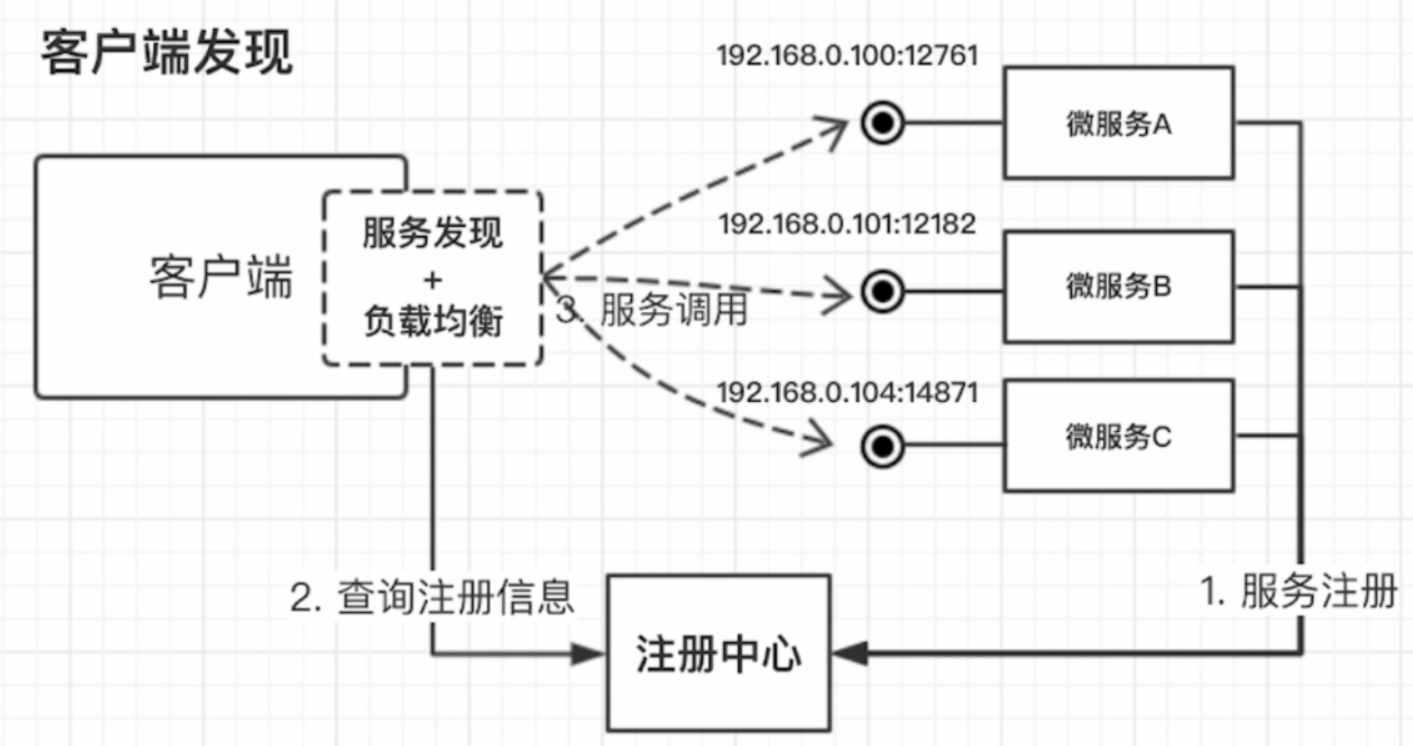 客户端发现
192.168.0.100:12761
微服务A
客户端
服务发现
+
负载均衡
192.168.0.101:12182
微服务B
3. 服务调用
192.168.0.104:14871
微服务C
2. 查询注册信息
注册中心
1. 服务注册